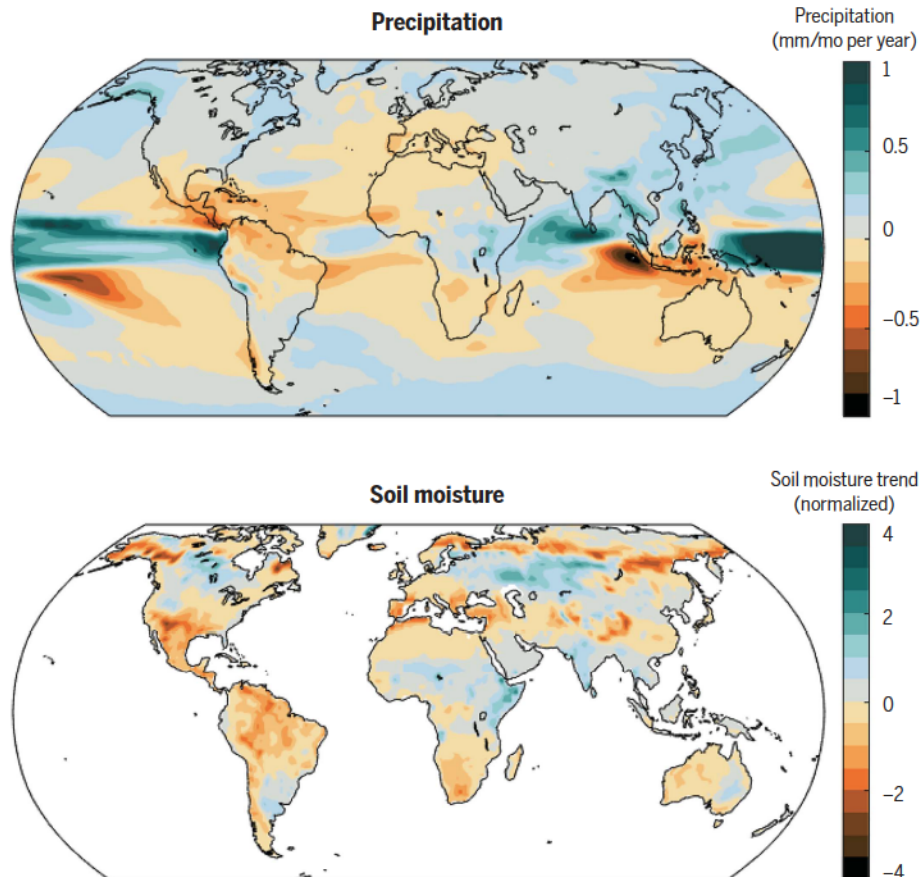 Precipitation
Precipitation
(mm/mo per year)
1
0.5
0
−0.5
−1
Soil moisture
Soil moisture trend
(normalized)
4
2
0
−2
−4